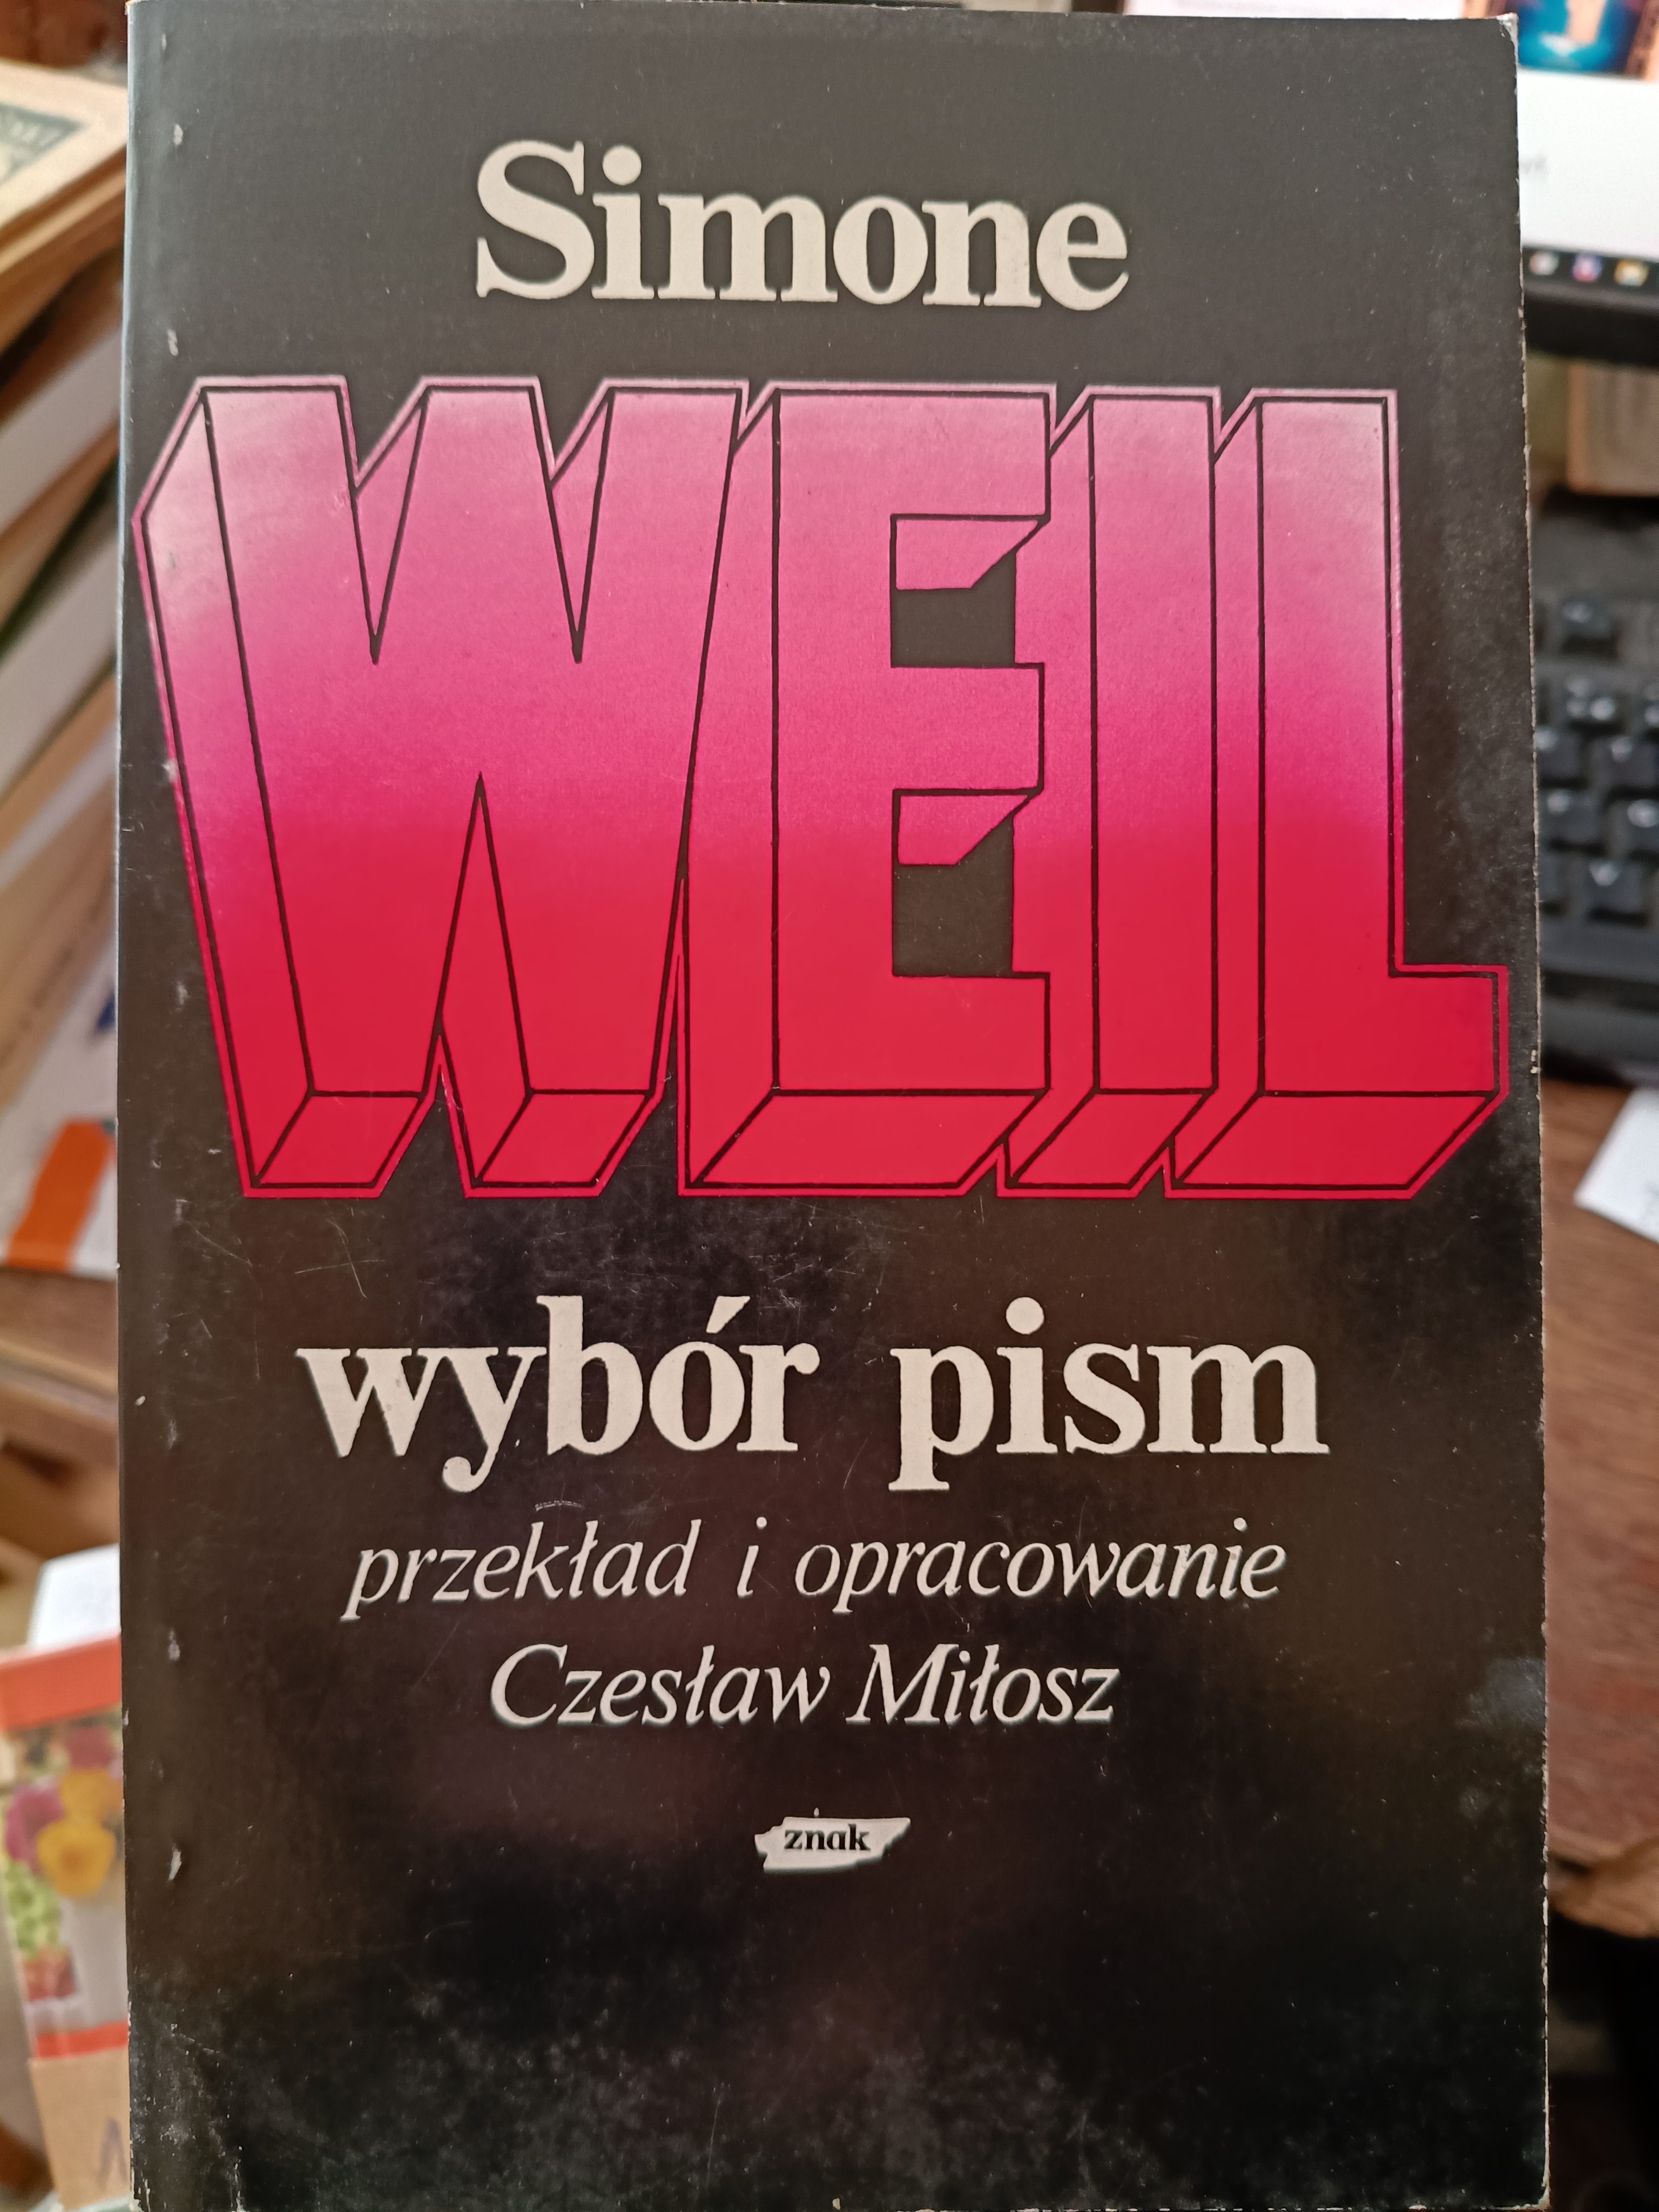 Simone
WEIL
wybór pism
przekład i opracowanie
Czesław Miłosz
znak